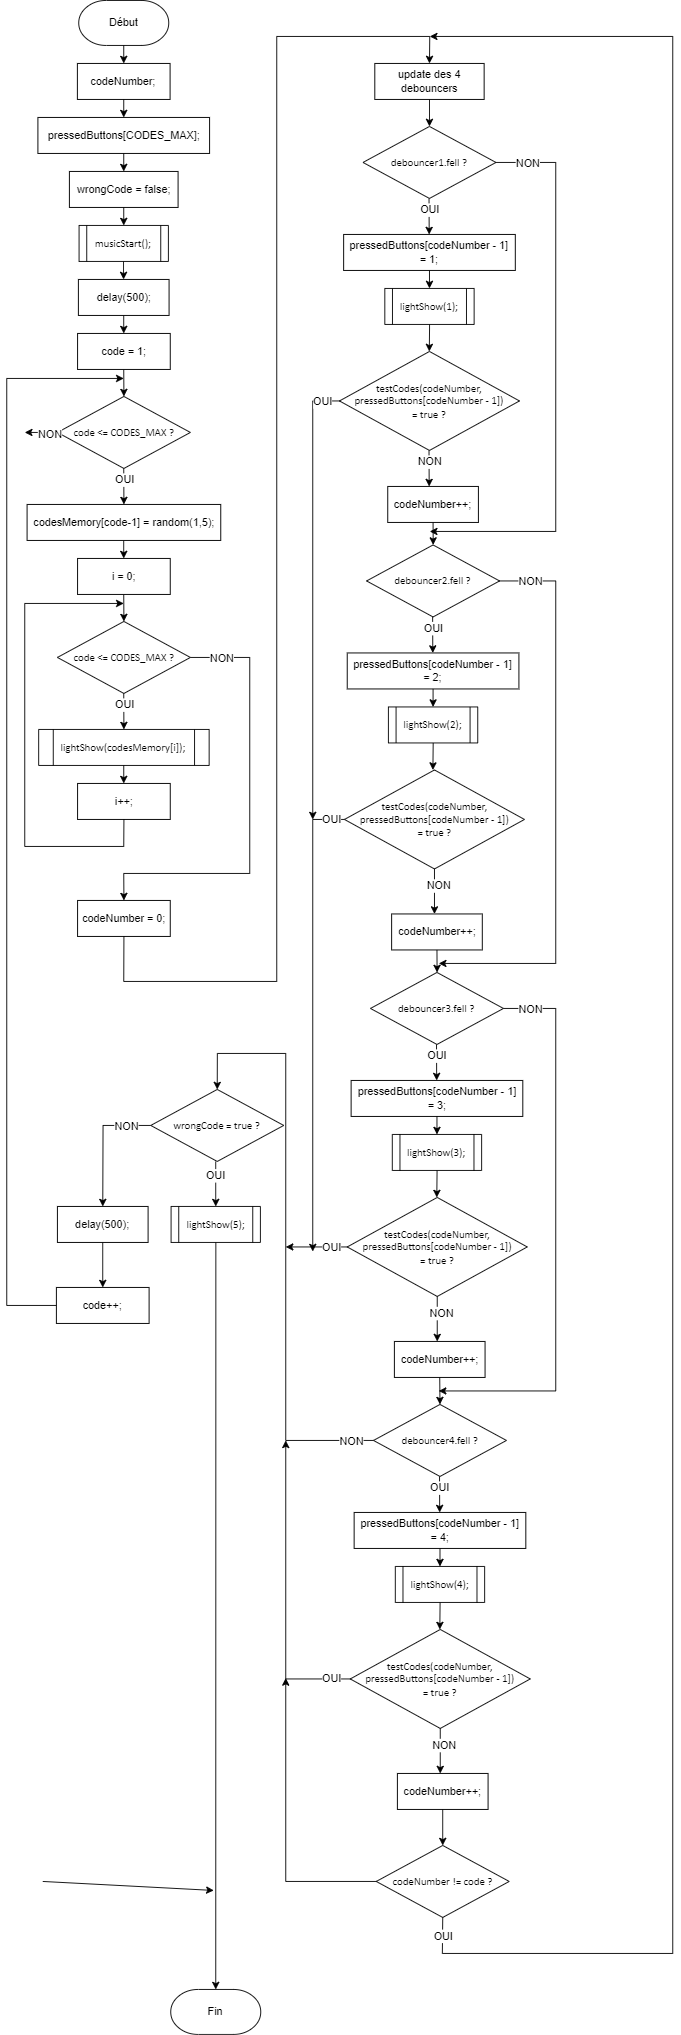 Début
codeNumber;
pressedButtons[CODES_MAX];
wrongCode = false;
musicStart();
delay(500);
code = 1;
code <= CODES_MAX ?
NON
OUI
codesMemory[code-1] = random(1,5);
i = 0;
code <= CODES_MAX ?
NON
OUI
lightShow(codesMemory[i]);
i++;
codeNumber = 0;
update des 4
debouncers
debouncer1.fell ?
NON
OUI
pressedButtons[codeNumber - 1]
= 1;
lightShow(1);
testCodes(codeNumber,
pressedButtons[codeNumber - 1])
= true ?
OUI
NON
codeNumber++;
debouncer2.fell ?
NON
OUI
pressedButtons[codeNumber - 1]
= 2;
lightShow(2);
testCodes(codeNumber,
pressedButtons[codeNumber - 1])
= true ?
OUI
NON
codeNumber++;
debouncer3.fell ?
NON
OUI
pressedButtons[codeNumber - 1]
= 3;
lightShow(3);
testCodes(codeNumber,
pressedButtons[codeNumber - 1])
= true ?
OUI
NON
codeNumber++;
debouncer4.fell ?
NON
OUI
pressedButtons[codeNumber - 1]
= 4;
lightShow(4);
testCodes(codeNumber,
pressedButtons[codeNumber - 1])
= true ?
OUI
NON
codeNumber++;
codeNumber != code ?
OUI
wrongCode = true ?
NON
OUI
delay(500);
lightShow(5);
code++;
Fin